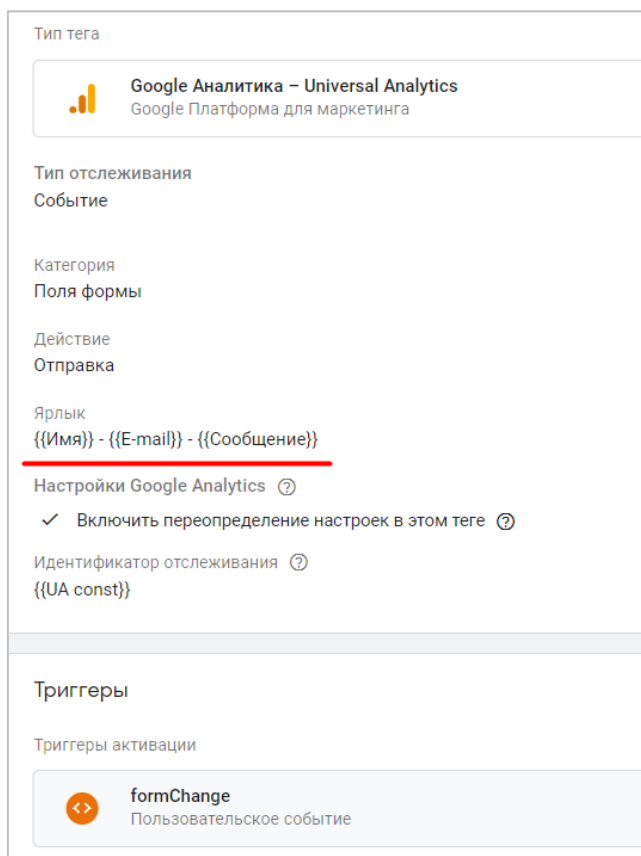 Тип тега
Google Аналитика – Universal Analytics
Google Платформа для маркетинга
Тип отслеживания
Событие
Категория
Поля формы
Действие
Отправка
Ярлык
{{Имя}} - {{E-mail}} - {{Сообщение}}
Настройки Google Analytics ?
Включить переопределение настроек в этом теге ?
Идентификатор отслеживания ?
{{UA const}}
Триггеры
Триггеры активации
formChange
Пользовательское событие